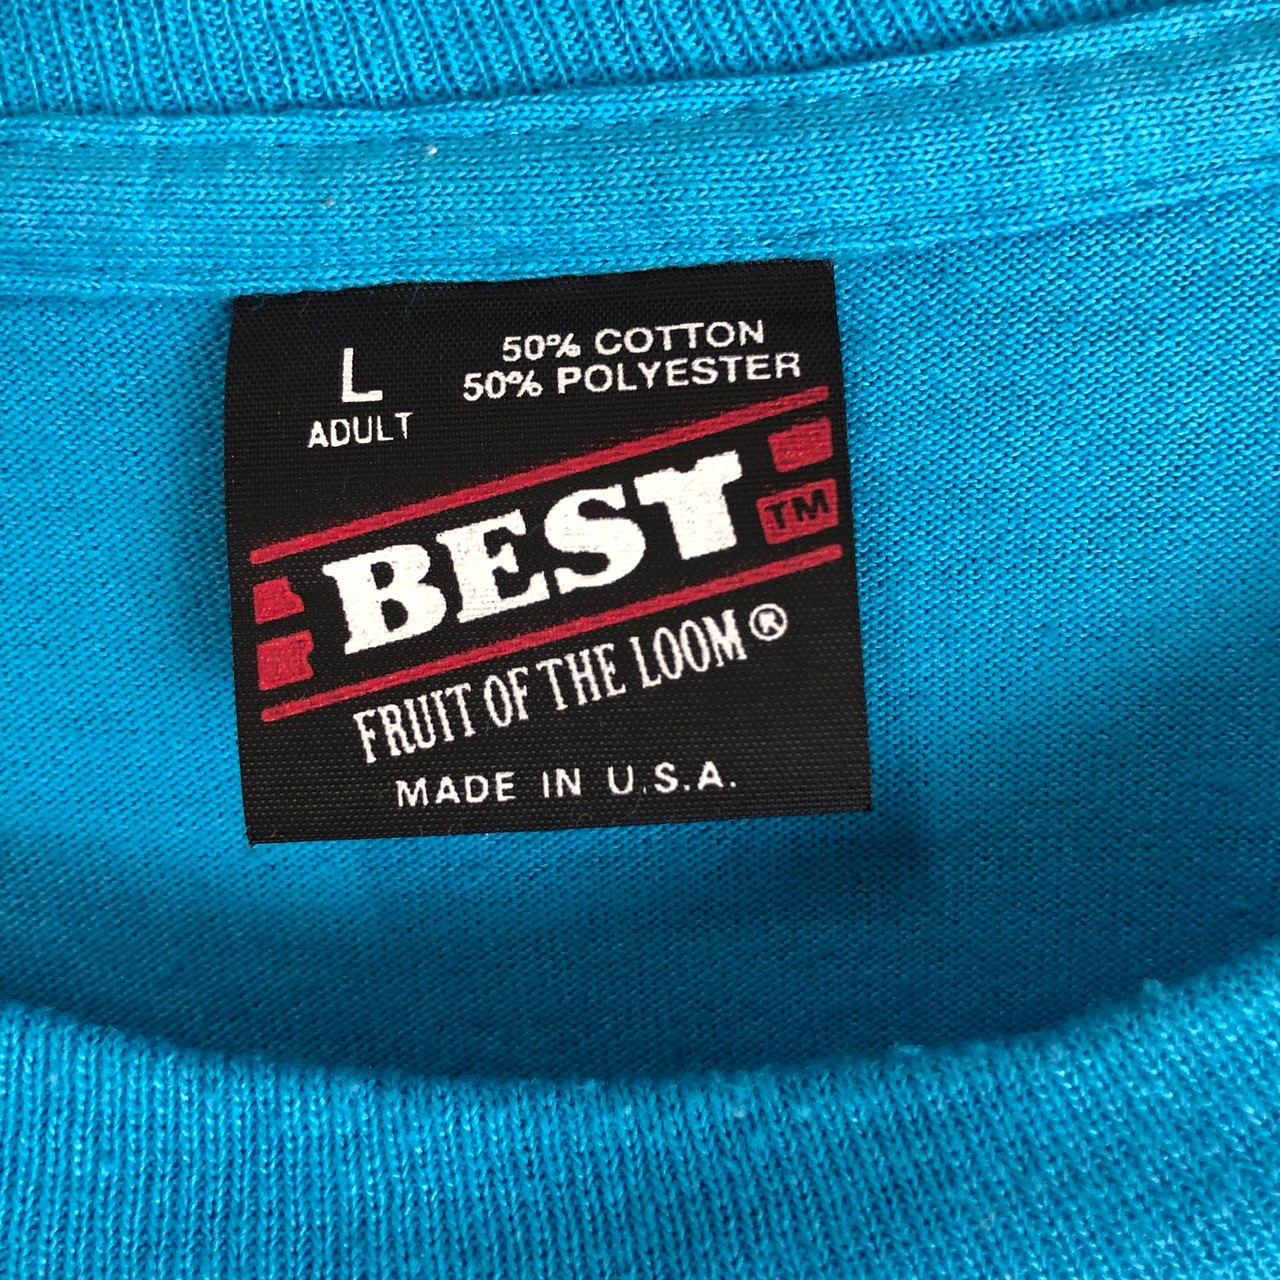 L
ADULT
50% COTTON
50% POLYESTER
BEST
TM
FRUIT OF THE LOOM®
MADE IN U.S.A.